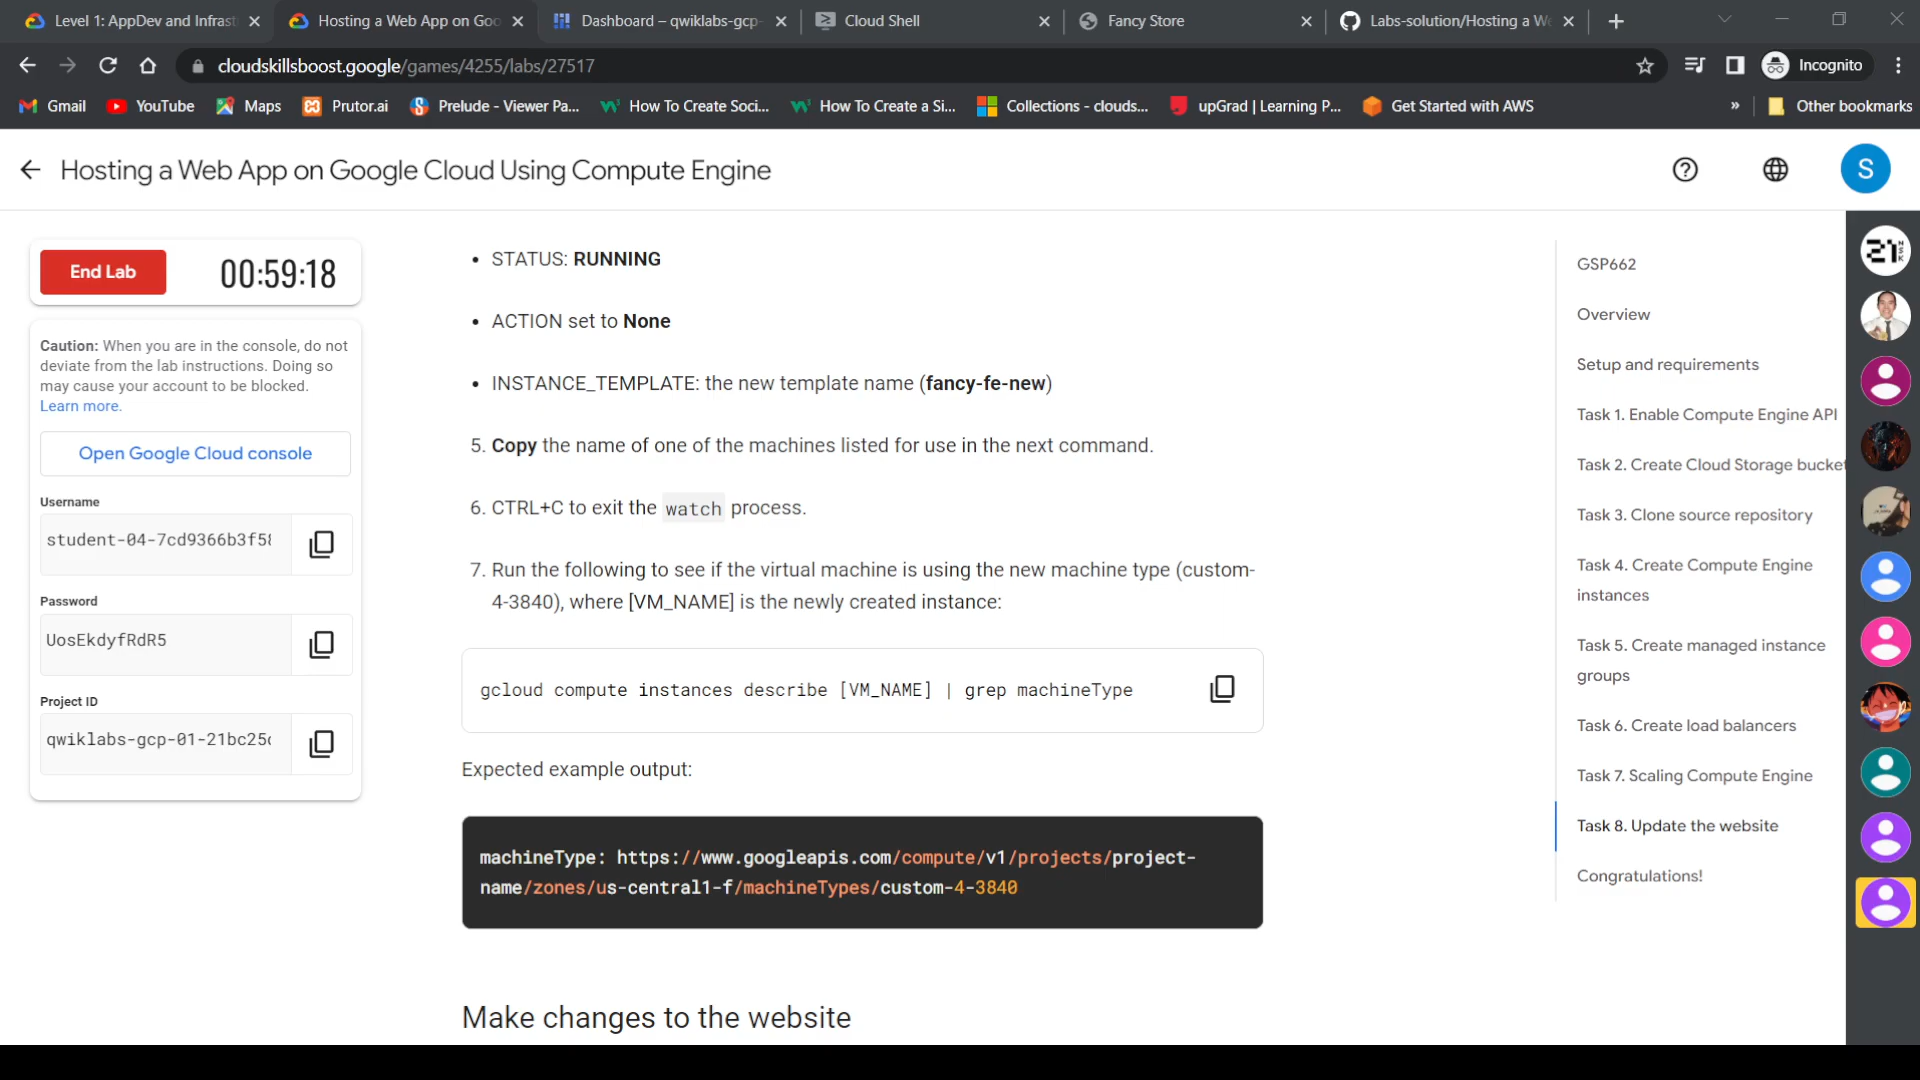 Level 1: AppDev and Infrast
Hosting a Web App on Goo
Dashboard – qwiklabs-gcp-
Cloud Shell
Fancy Store
Labs-solution/Hosting a We
cloudskillsboost.google/games/4255/labs/27517
Incognito
Gmail
YouTube
Maps
Prutor.ai
Prelude - Viewer Pa...
How To Create Soci...
How To Create a Si...
Collections - clouds...
upGrad | Learning P...
Get Started with AWS
»
Other bookmarks
Hosting a Web App on Google Cloud Using Compute Engine
S
End Lab
00:59:18
Caution: When you are in the console, do not
deviate from the lab instructions. Doing so
may cause your account to be blocked.
Learn more.
Open Google Cloud console
Username
student-04-7cd9366b3f58
Password
UosEkdyfRdR5
Project ID
qwiklabs-gcp-01-21bc25c
• STATUS: RUNNING
• ACTION set to None
• INSTANCE_TEMPLATE: the new template name (fancy-fe-new)
5. Copy the name of one of the machines listed for use in the next command.
6. CTRL+C to exit the watch process.
7. Run the following to see if the virtual machine is using the new machine type (custom-
4-3840), where [VM_NAME] is the newly created instance:
gcloud compute instances describe [VM_NAME] | grep machineType
Expected example output:
machineType: https://www.googleapis.com/compute/v1/projects/project-
name/zones/us-central1-f/machineTypes/custom-4-3840
Make changes to the website
GSP662
Overview
Setup and requirements
Task 1. Enable Compute Engine API
Task 2. Create Cloud Storage bucket
Task 3. Clone source repository
Task 4. Create Compute Engine
instances
Task 5. Create managed instance
groups
Task 6. Create load balancers
Task 7. Scaling Compute Engine
Task 8. Update the website
Congratulations!